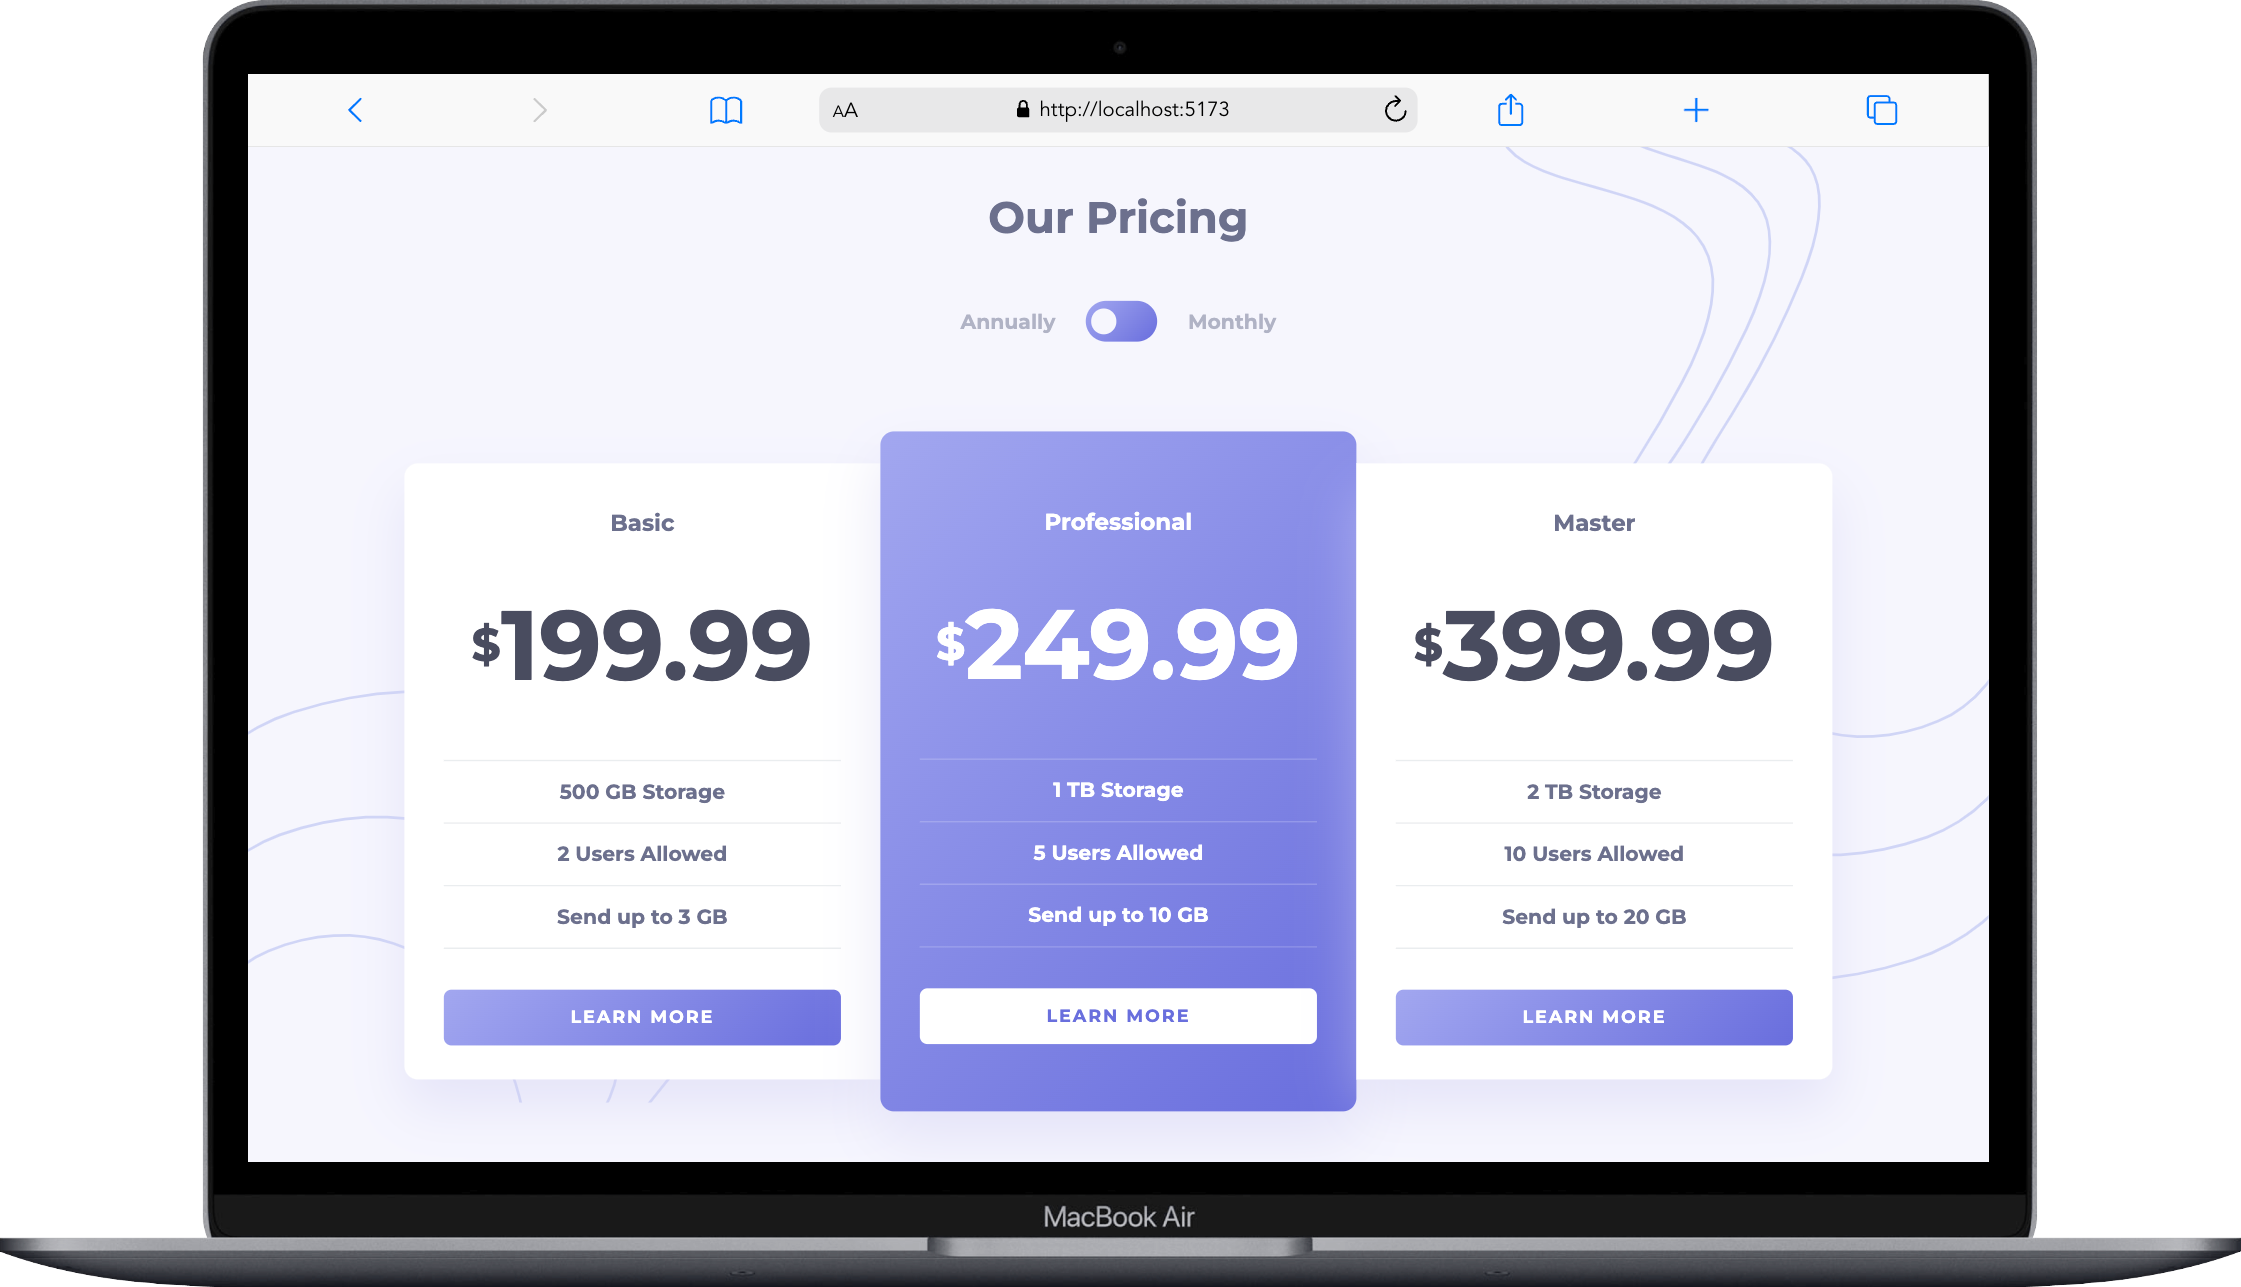 AA
http://localhost:5173
Our Pricing
Annually Monthly
Basic
$199.99
500 GB Storage
2 Users Allowed
Send up to 3 GB
LEARN MORE
Professional
$249.99
1 TB Storage
5 Users Allowed
Send up to 10 GB
LEARN MORE
Master
$399.99
2 TB Storage
10 Users Allowed
Send up to 20 GB
LEARN MORE
MacBook Air